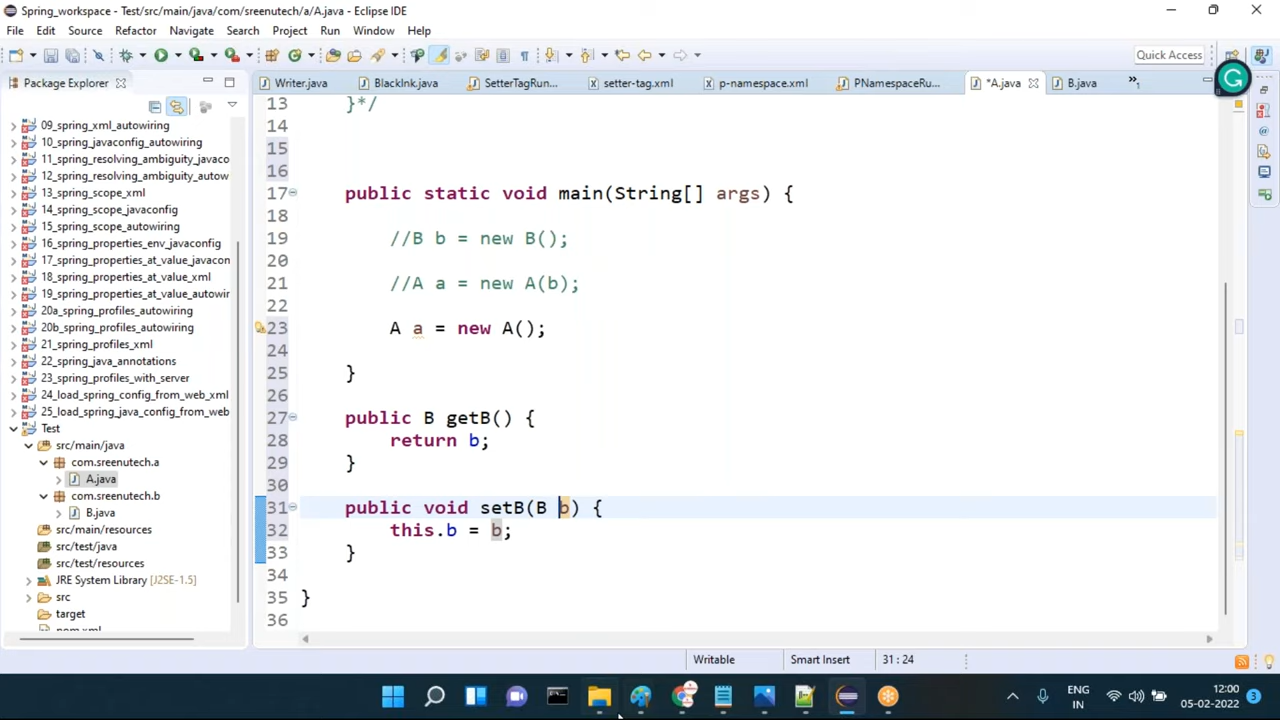 Spring_workspace - Test/src/main/java/com/sreenutech/a/A.java - Eclipse IDE
File Edit Source Refactor Navigate Search Project Run Window Help
Quick Access
Package Explorer
Writer.java BlackInk.java SetterTagRun... setter-tag.xml p-namespace.xml PNamespaceRu... *A.java B.java »1
09_spring_xml_autowiring
10_spring_javaconfig_autowiring
11_spring_resolving_ambiguity_javaco
12_spring_resolving_ambiguity_autow
13_spring_scope_xml
14_spring_scope_javaconfig
15_spring_scope_autowiring
16_spring_properties_env_javaconfig
17_spring_properties_at_value_javacon
18_spring_properties_at_value_xml
19_spring_properties_at_value_autowir
20a_spring_profiles_autowiring
20b_spring_profiles_autowiring
21_spring_profiles_xml
22_spring_java_annotations
23_spring_profiles_with_server
24_load_spring_config_from_web_xml
25_load_spring_java_config_from_web
Test
src/main/java
com.sreenutech.a
A.java
com.sreenutech.b
B.java
src/main/resources
src/test/java
src/test/resources
JRE System Library [J2SE-1.5]
src
target
pom.xml
13 }*/
14
15
16
17 public static void main(String[] args) {
18
19 //B b = new B();
20
21 //A a = new A(b);
22
23 A a = new A();
24
25 }
26
27 public B getB() {
28 return b;
29 }
30
31 public void setB(B b) {
32 this.b = b;
33 }
34
35 }
36
Writable Smart Insert 31 : 24
ENG
IN
12:00
05-02-2022
3